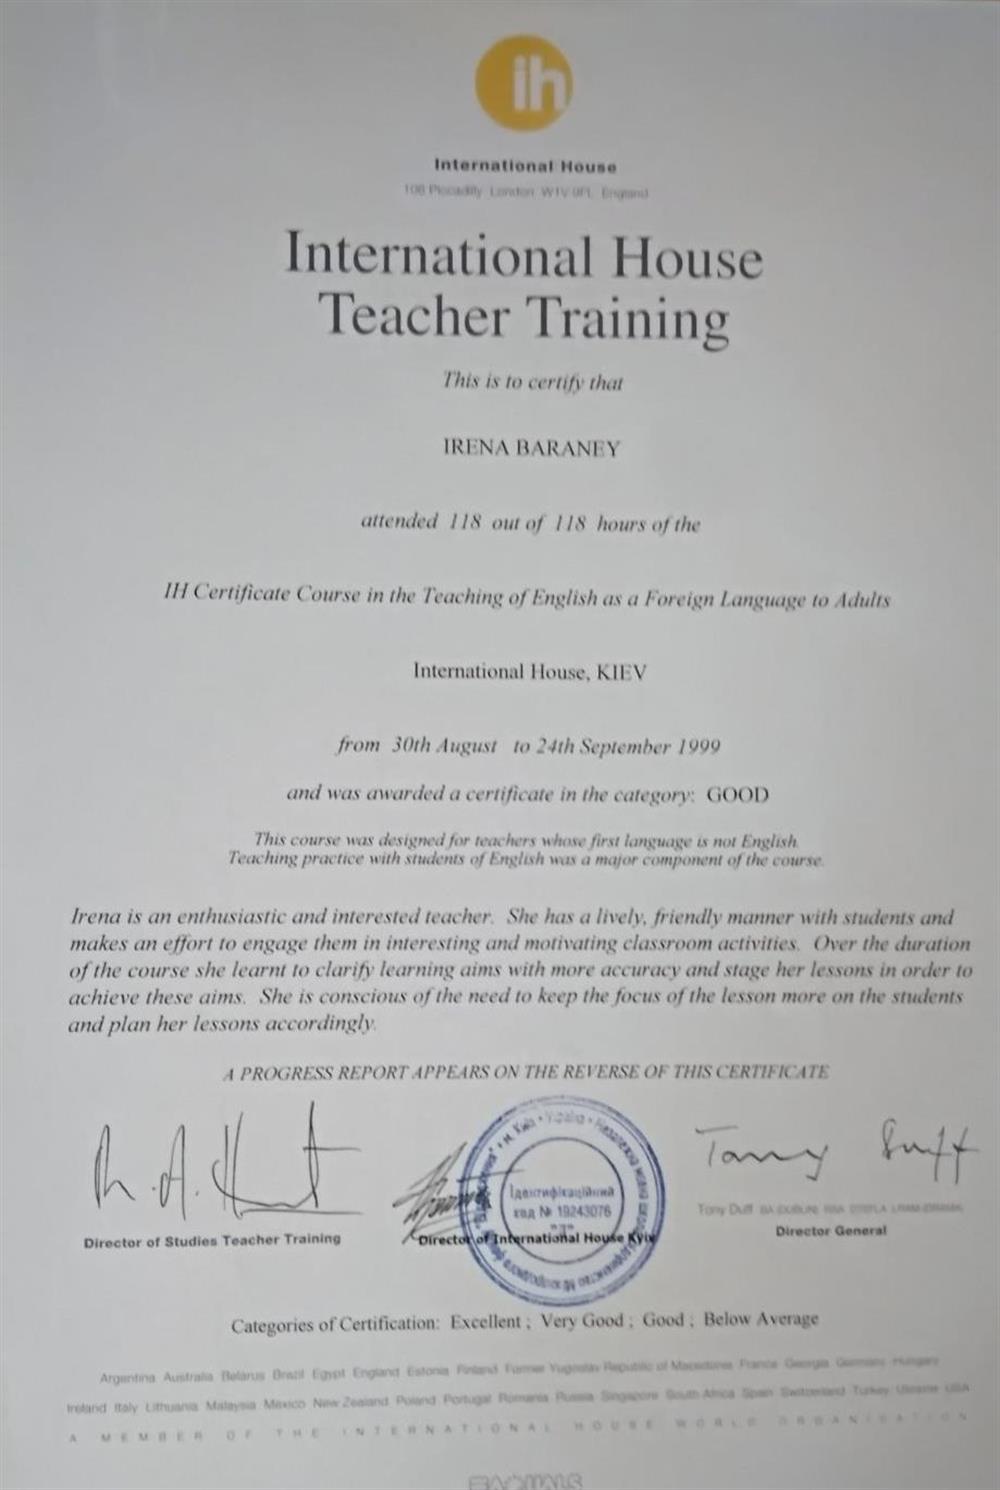 ih
International House
106 Piccadilly London W1V 9FL England
International House
Teacher Training
This is to certify that
IRENA BARANEY
attended 118 out of 118 hours of the
IH Certificate Course in the Teaching of English as a Foreign Language to Adults
International House, KIEV
from 30th August to 24th September 1999
and was awarded a certificate in the category: GOOD
This course was designed for teachers whose first language is not English.
Teaching practice with students of English was a major component of the course.
Irena is an enthusiastic and interested teacher. She has a lively, friendly manner with students and
makes an effort to engage them in interesting and motivating classroom activities. Over the duration
of the course she learnt to clarify learning aims with more accuracy and stage her lessons in order to
achieve these aims. She is conscious of the need to keep the focus of the lesson more on the students
and plan her lessons accordingly.
A PROGRESS REPORT APPEARS ON THE REVERSE OF THIS CERTIFICATE
Tony Duff
Ідентифікаційний
код № 19243076
Tony Duff
Director of Studies Teacher Training
Director of International House Kyiv
Director General
Categories of Certification: Excellent ; Very Good ; Good ; Below Average
Argentina Australia Belarus Brazil Egypt England Estonia Finland Former Yugoslav Republic of Macedonia France Georgia Germany Hungary
Ireland Italy Lithuania Malaysia Mexico New Zealand Poland Portugal Romania Russia Singapore South Africa Spain Switzerland Turkey Ukraine USA
A MEMBER OF THE INTERNATIONAL HOUSE WORLD ORGANISATION